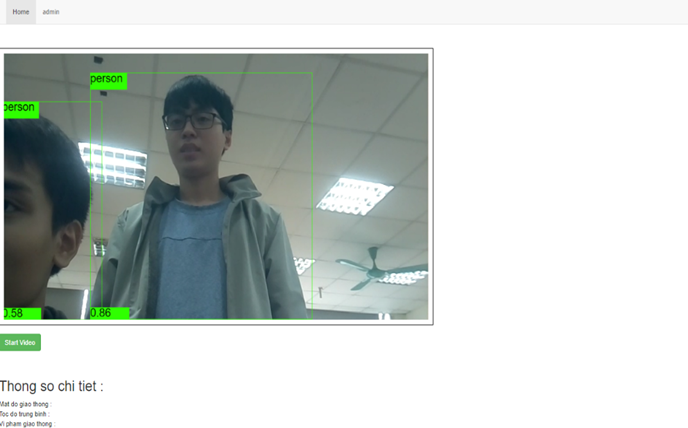 Home admin
person
person
0.58 0.86
Start Video
Thong so chi tiet :
Mat do giao thong :
Toc do trung binh :
Vi pham giao thong :